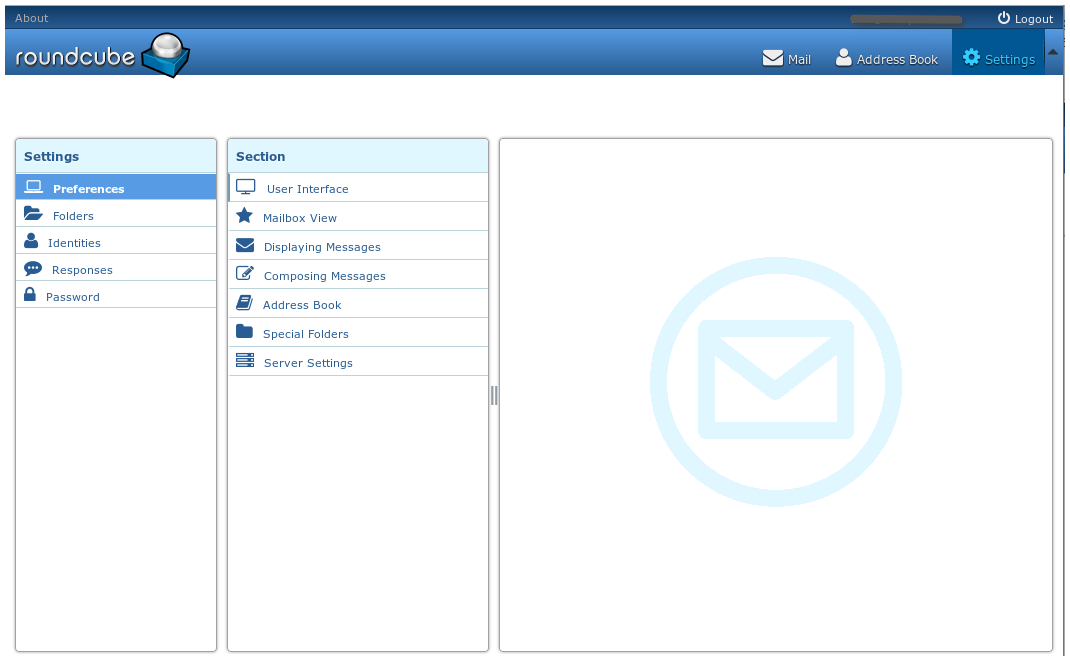 About
Logout
roundcube
Mail
Address Book
Settings
Settings
Preferences
Folders
Identities
Responses
Password
Section
User Interface
Mailbox View
Displaying Messages
Composing Messages
Address Book
Special Folders
Server Settings